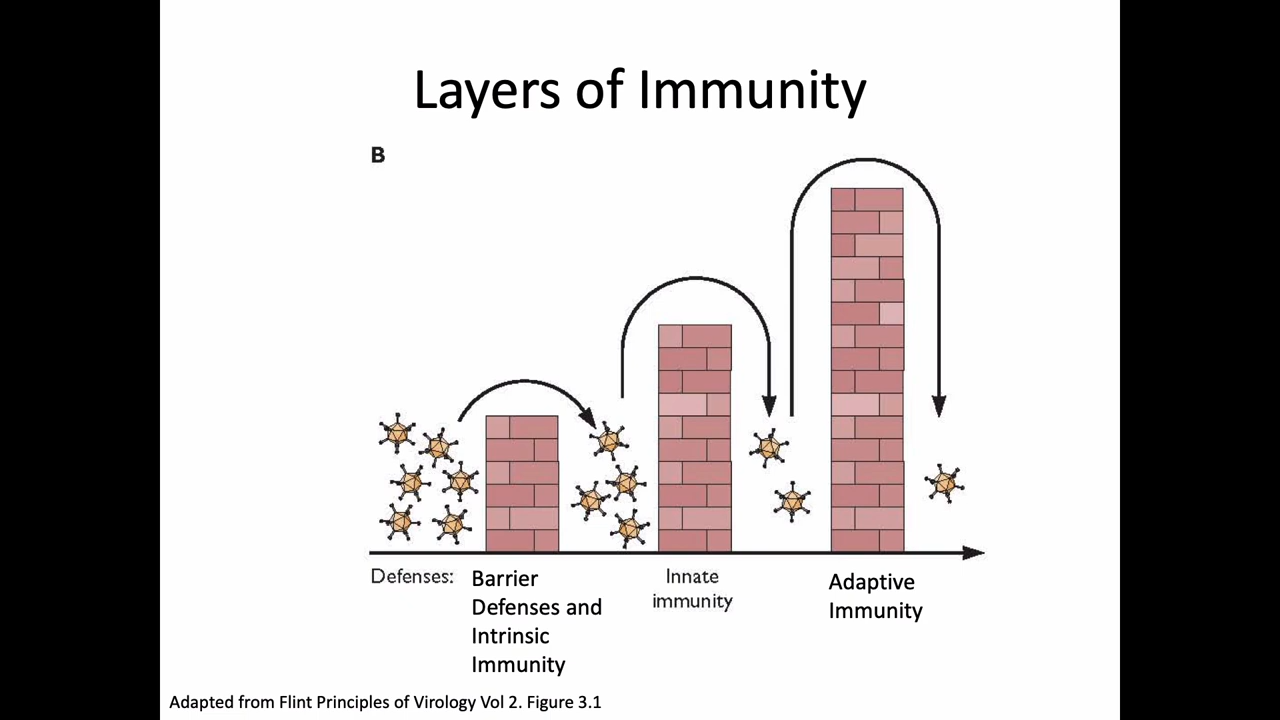 Layers of Immunity
B
Defenses:
Barrier
Defenses and
Intrinsic
Immunity
Innate
immunity
Adaptive
Immunity
Adapted from Flint Principles of Virology Vol 2. Figure 3.1